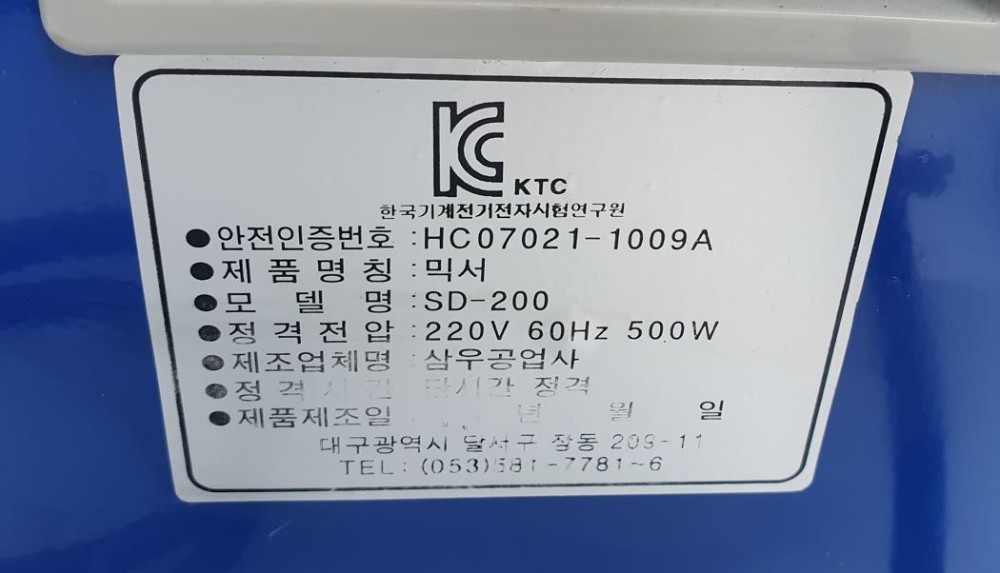 KC KTC
한국기계전기전자시험연구원
●안전인증번호 :HC07021-1009A
●제품명칭 :믹서
●모델명 :SD-200
●정격전압 :220V 60Hz 500W
●제조업체명 :삼우공업사
●정격시간 단시간 정격
●제품제조일 : 년 월 일
대구광역시 달서구 장동 209-11
TEL : (053)581-7781~6